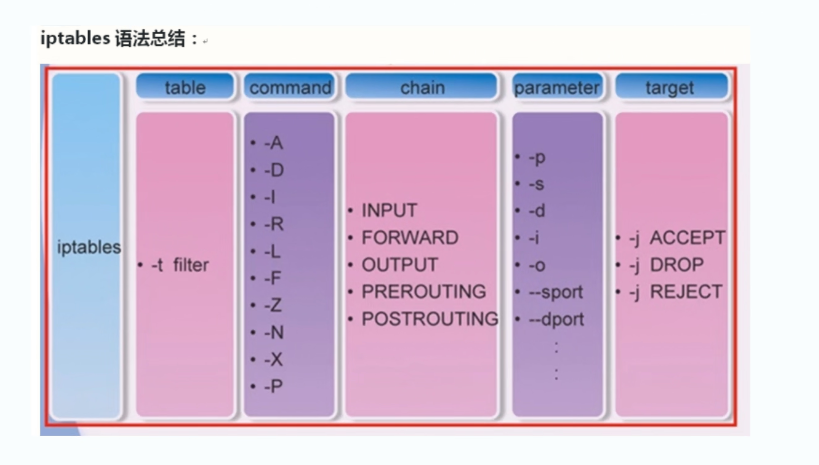 iptables 语法总结：
table
command
chain
parameter
target
iptables
• -t filter
• -A
• -D
• -I
• -R
• -L
• -F
• -Z
• -N
• -X
• -P
• INPUT
• FORWARD
• OUTPUT
• PREROUTING
• POSTROUTING
• -p
• -s
• -d
• -i
• -o
• --sport
• --dport
:
:
• -j ACCEPT
• -j DROP
• -j REJECT